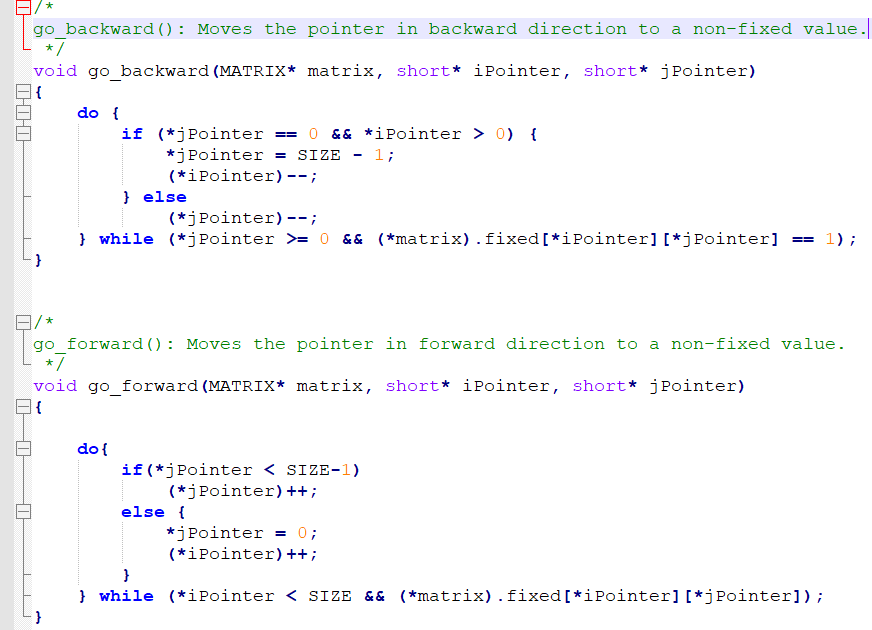 /*
go_backward(): Moves the pointer in backward direction to a non-fixed value.
 */
void go_backward(MATRIX* matrix, short* iPointer, short* jPointer)
{
    do {
        if (*jPointer == 0 && *iPointer > 0) {
            *jPointer = SIZE - 1;
            (*iPointer)--;
        } else
            (*jPointer)--;
    } while (*jPointer >= 0 && (*matrix).fixed[*iPointer][*jPointer] == 1);
}
/*
go_forward(): Moves the pointer in forward direction to a non-fixed value.
 */
void go_forward(MATRIX* matrix, short* iPointer, short* jPointer)
{
    do{
        if(*jPointer < SIZE-1)
            (*jPointer)++;
        else {
            *jPointer = 0;
            (*iPointer)++;
        }
    } while (*iPointer < SIZE && (*matrix).fixed[*iPointer][*jPointer]);
}